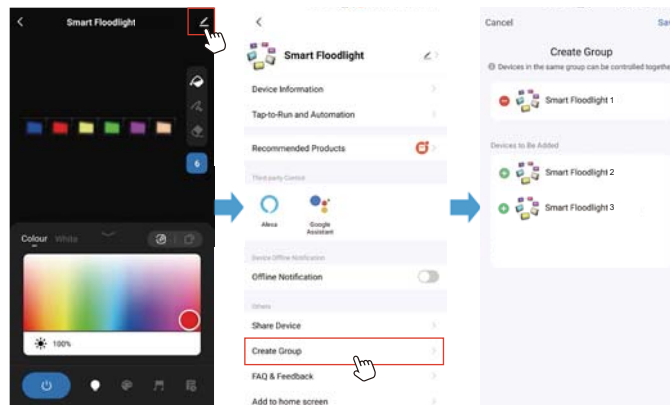 Smart Floodlight
6
Colour White
100%
Smart Floodlight
Device Information
Tap-to-Run and Automation
Recommended Products
Third-party Control
Alexa
Google
Assistant
Device Offline Notification
Offline Notification
Others
Share Device
Create Group
FAQ & Feedback
Add to home screen
Cancel
Sav
Create Group
Devices in the same group can be controlled togethe
Smart Floodlight 1
Devices to Be Added
Smart Floodlight 2
Smart Floodlight 3